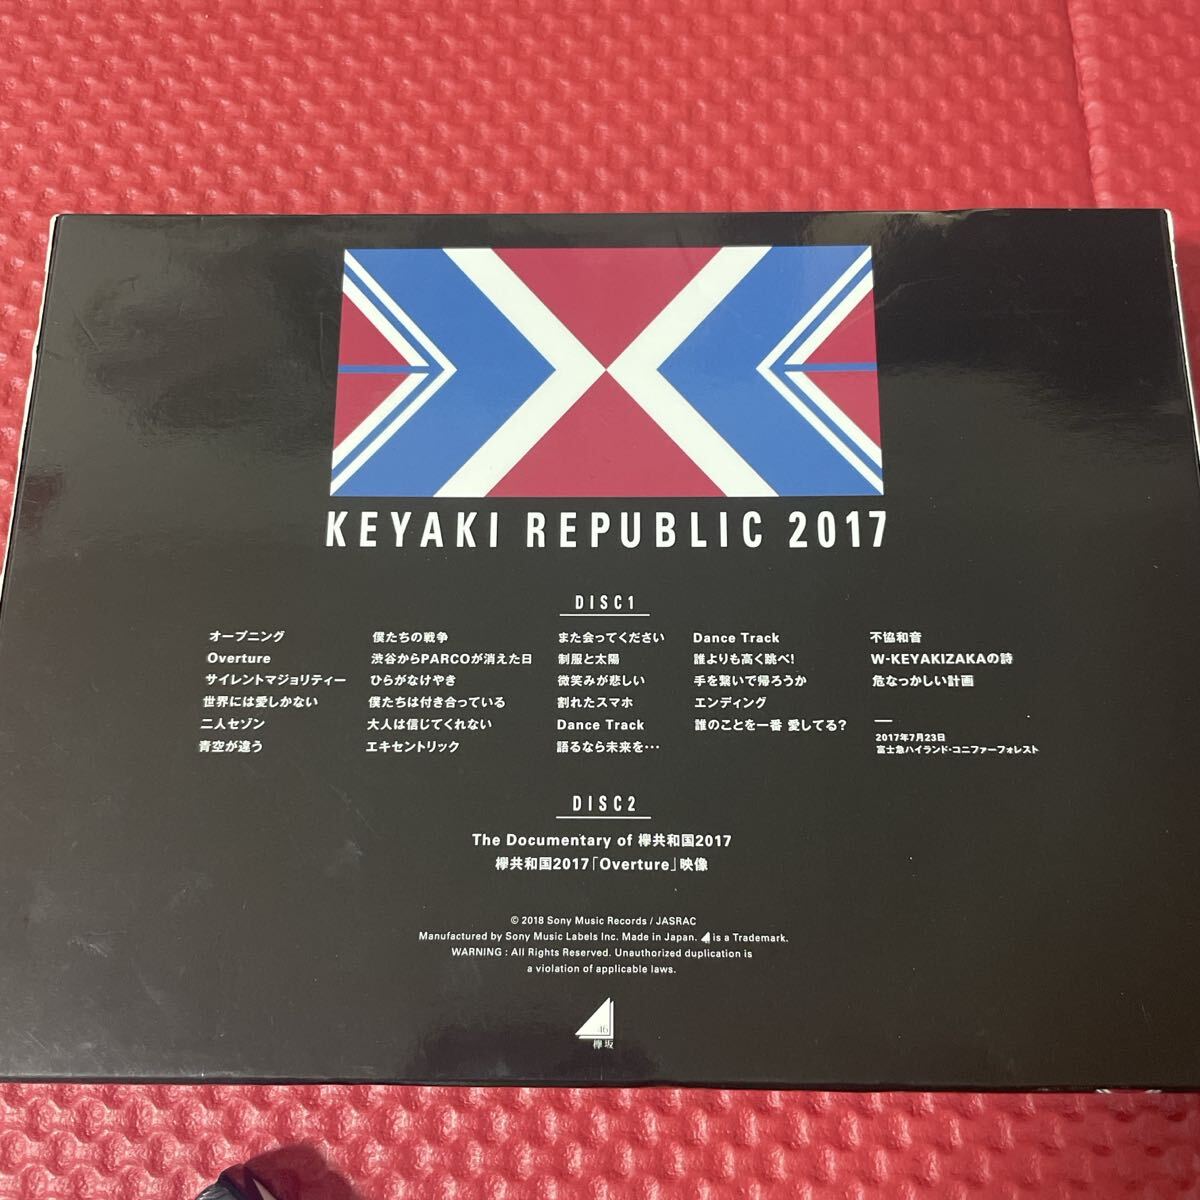 KEYAKI REPUBLIC 2017
DISC1
オープニング
Overture
サイレントマジョリティー
世界には愛しかない
二人セゾン
青空が違う
僕たちの戦争
渋谷からPARCOが消えた日
ひらがなけやき
僕たちは付き合っている
大人は信じてくれない
エキセントリック
また会ってください
制服と太陽
微笑みが悲しい
割れたスマホ
Dance Track
語るなら未来を・・・
Dance Track
誰よりも高く跳べ!
手を繋いで帰ろうか
エンディング
誰のことを一番 愛してる?
不協和音
W-KEYAKIZAKAの詩
危なっかしい計画
2017年7月23日
富士急ハイランド・コニファーフォレスト
DISC2
The Documentary of 欅共和国2017
欅共和国2017「Overture」映像
© 2018 Sony Music Records / JASRAC
Manufactured by Sony Music Labels Inc. Made in Japan. is a Trademark.
WARNING : All Rights Reserved. Unauthorized duplication is
a violation of applicable laws.
46
欅坂